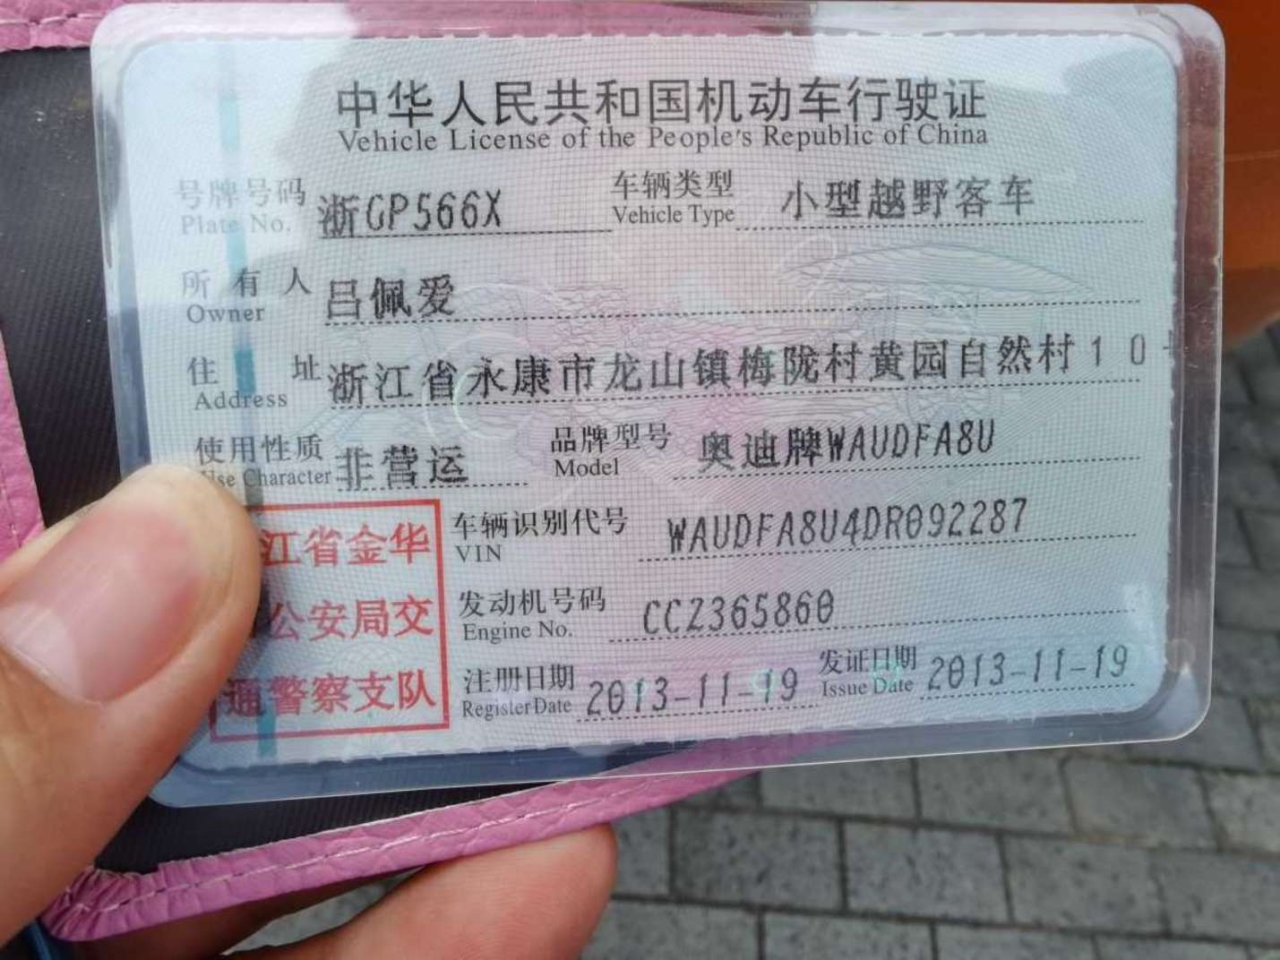 中华人民共和国机动车行驶证
Vehicle License of the People's Republic of China
号牌号码 浙GP566X 车辆类型 小型越野客车
Plate No. Vehicle Type
所有人 吕佩爱
Owner
住址 浙江省永康市龙山镇梅陇村黄园自然村10
Address
使用性质 非营运 品牌型号 奥迪牌WAUDFA8U
Use Character Model
江省金华 车辆识别代号 WAUDFA8U4DR092287
VIN
公安局交 发动机号码 CCZ365860
Engine No.
通警察支队 注册日期 2013-11-19 发证日期 2013-11-19
Register Date Issue Date